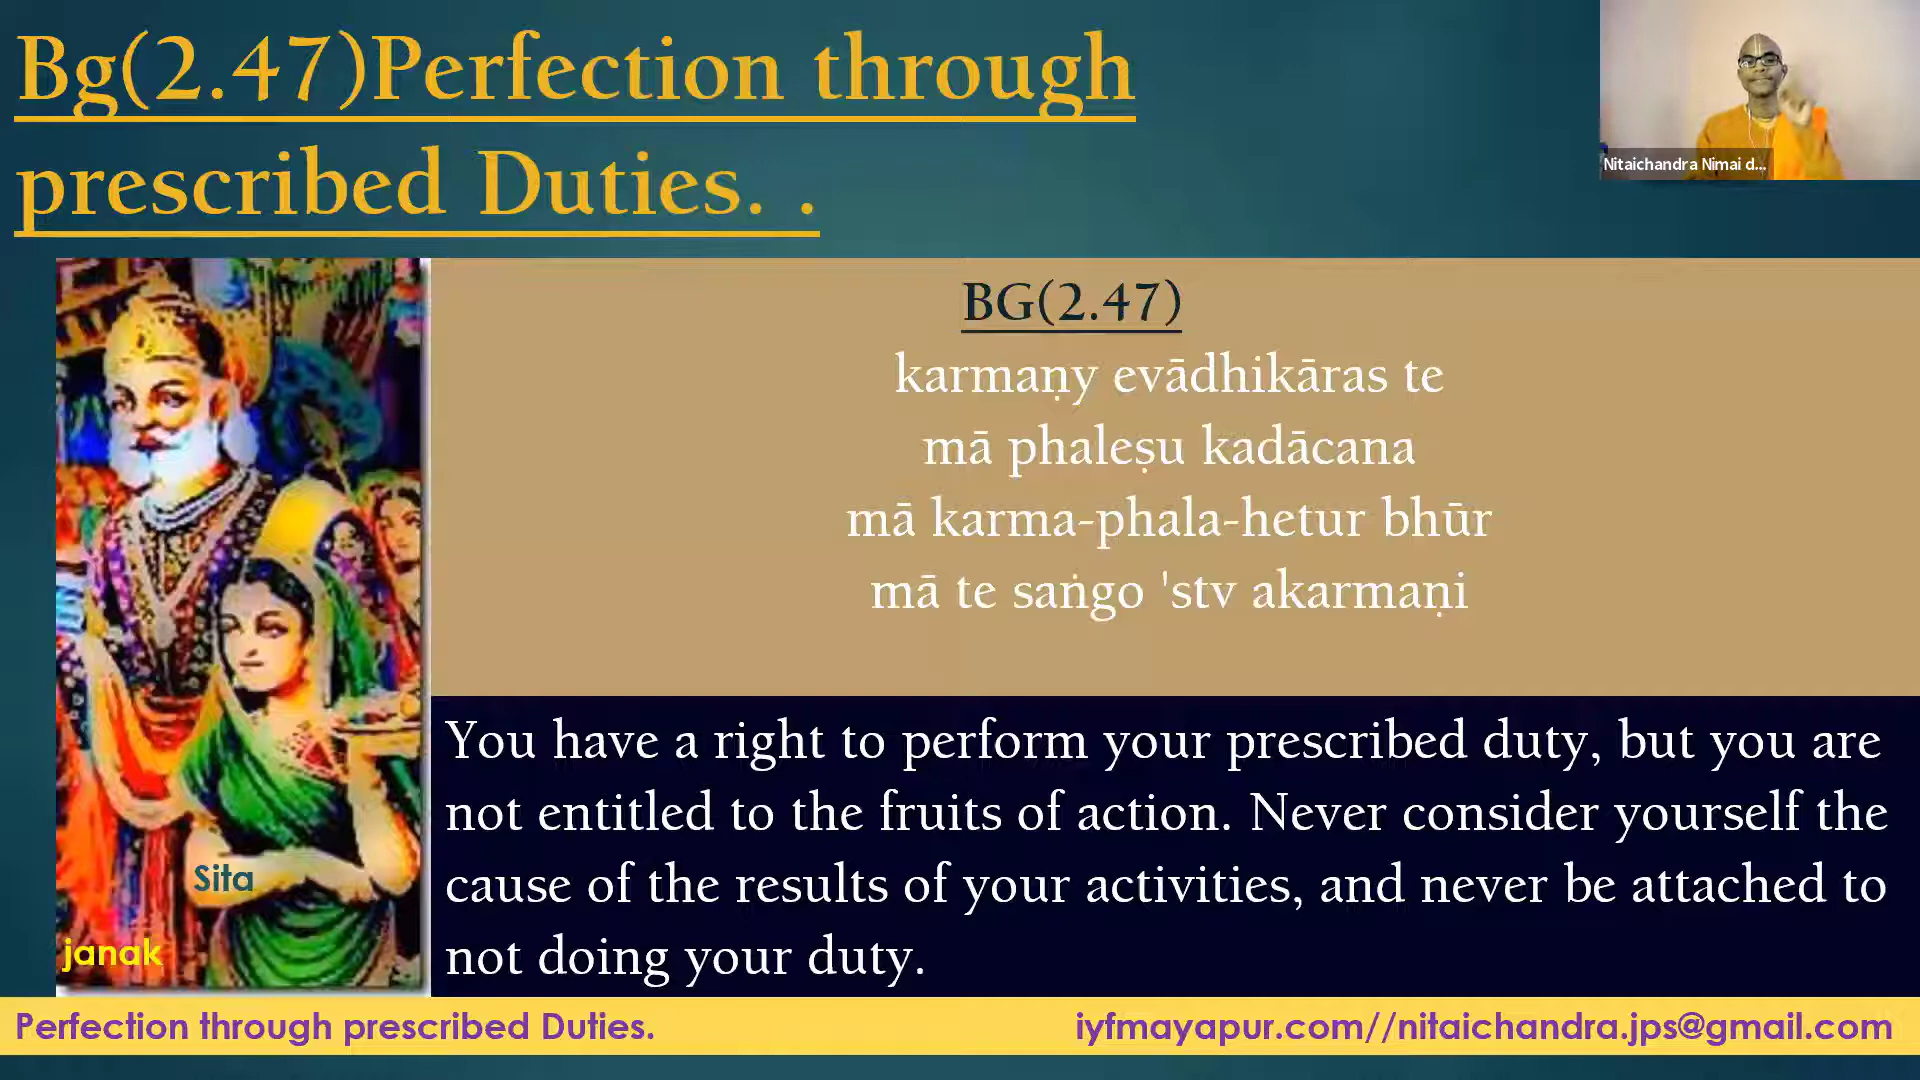 Bg(2.47)Perfection through
prescribed Duties. .
Nitaichandra Nimai d...
BG(2.47)
karmaṇy evādhikāras te
mā phaleṣu kadācana
mā karma-phala-hetur bhūr
mā te saṅgo 'stv akarmaṇi
You have a right to perform your prescribed duty, but you are
not entitled to the fruits of action. Never consider yourself the
cause of the results of your activities, and never be attached to
not doing your duty.
Sita
janak
Perfection through prescribed Duties.
iyfmayapur.com//nitaichandra.jps@gmail.com